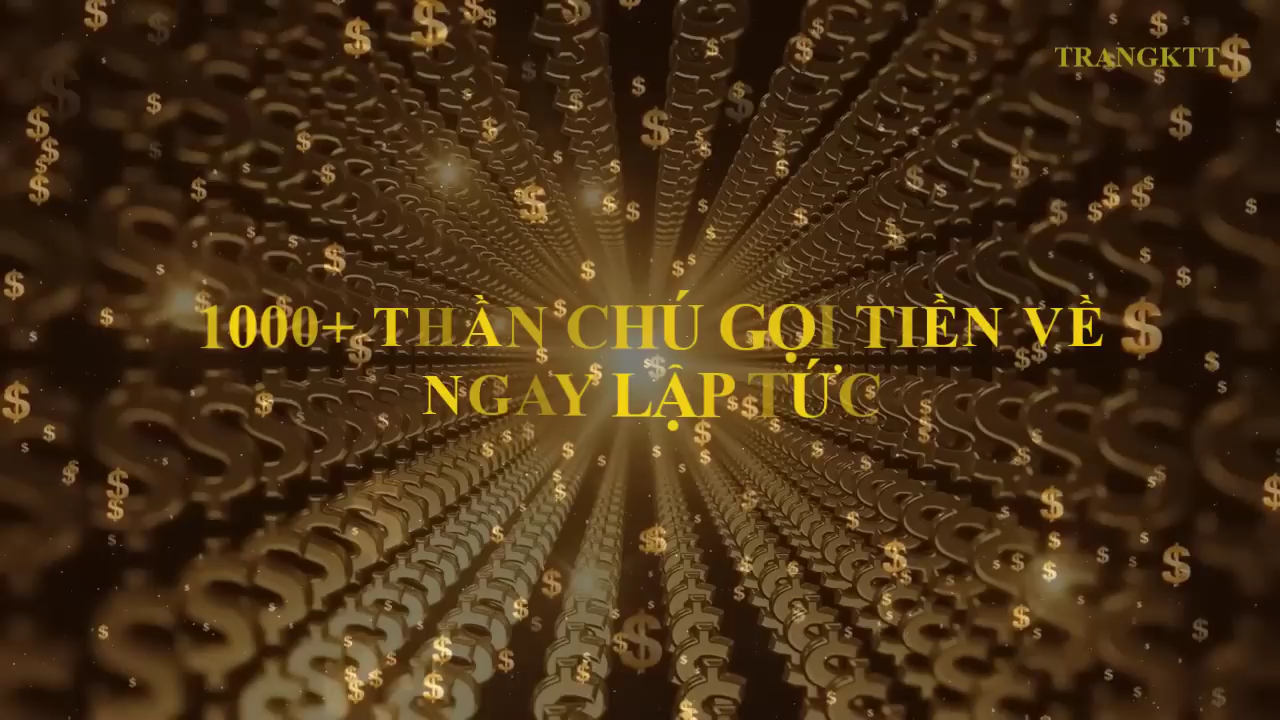 TRANGKTT
1000+ THẦN CHÚ GỌI TIỀN VỀ
NGAY LẬP TỨC